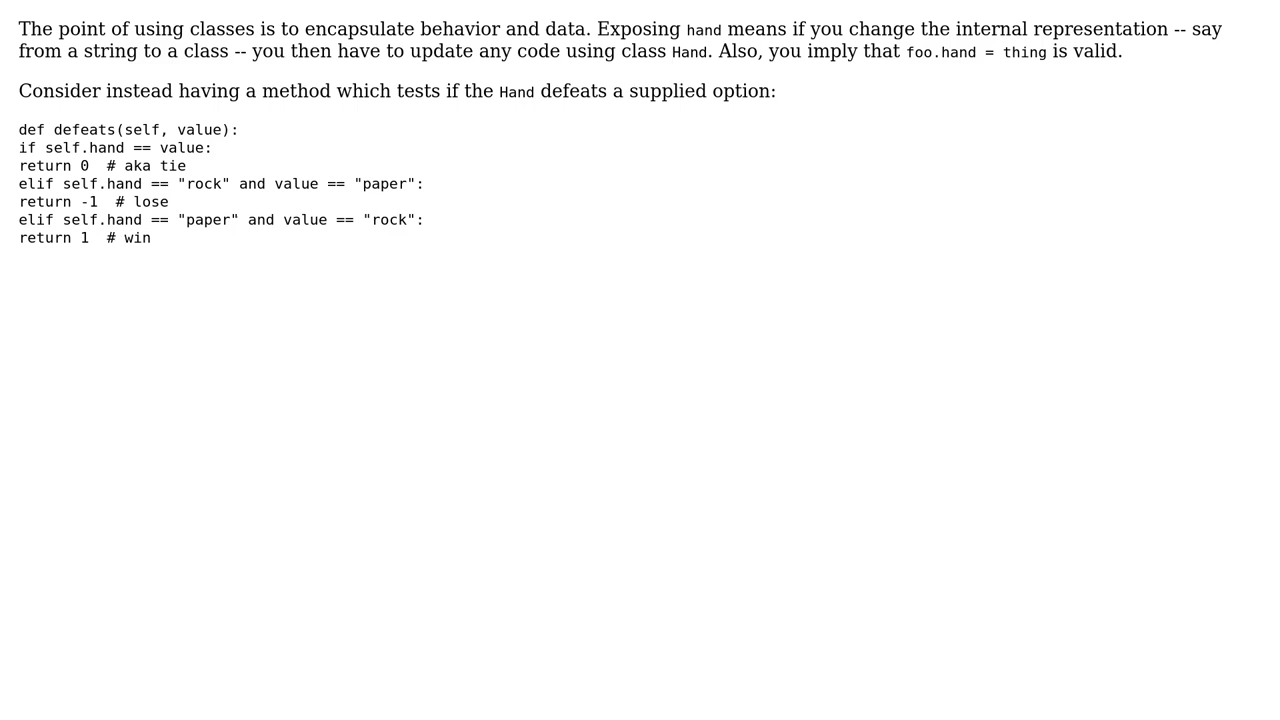 The point of using classes is to encapsulate behavior and data. Exposing hand means if you change the internal representation -- say
from a string to a class -- you then have to update any code using class Hand. Also, you imply that foo.hand = thing is valid.
Consider instead having a method which tests if the Hand defeats a supplied option:
def defeats(self, value):
if self.hand == value:
return 0  # aka tie
elif self.hand == "rock" and value == "paper":
return -1  # lose
elif self.hand == "paper" and value == "rock":
return 1  # win